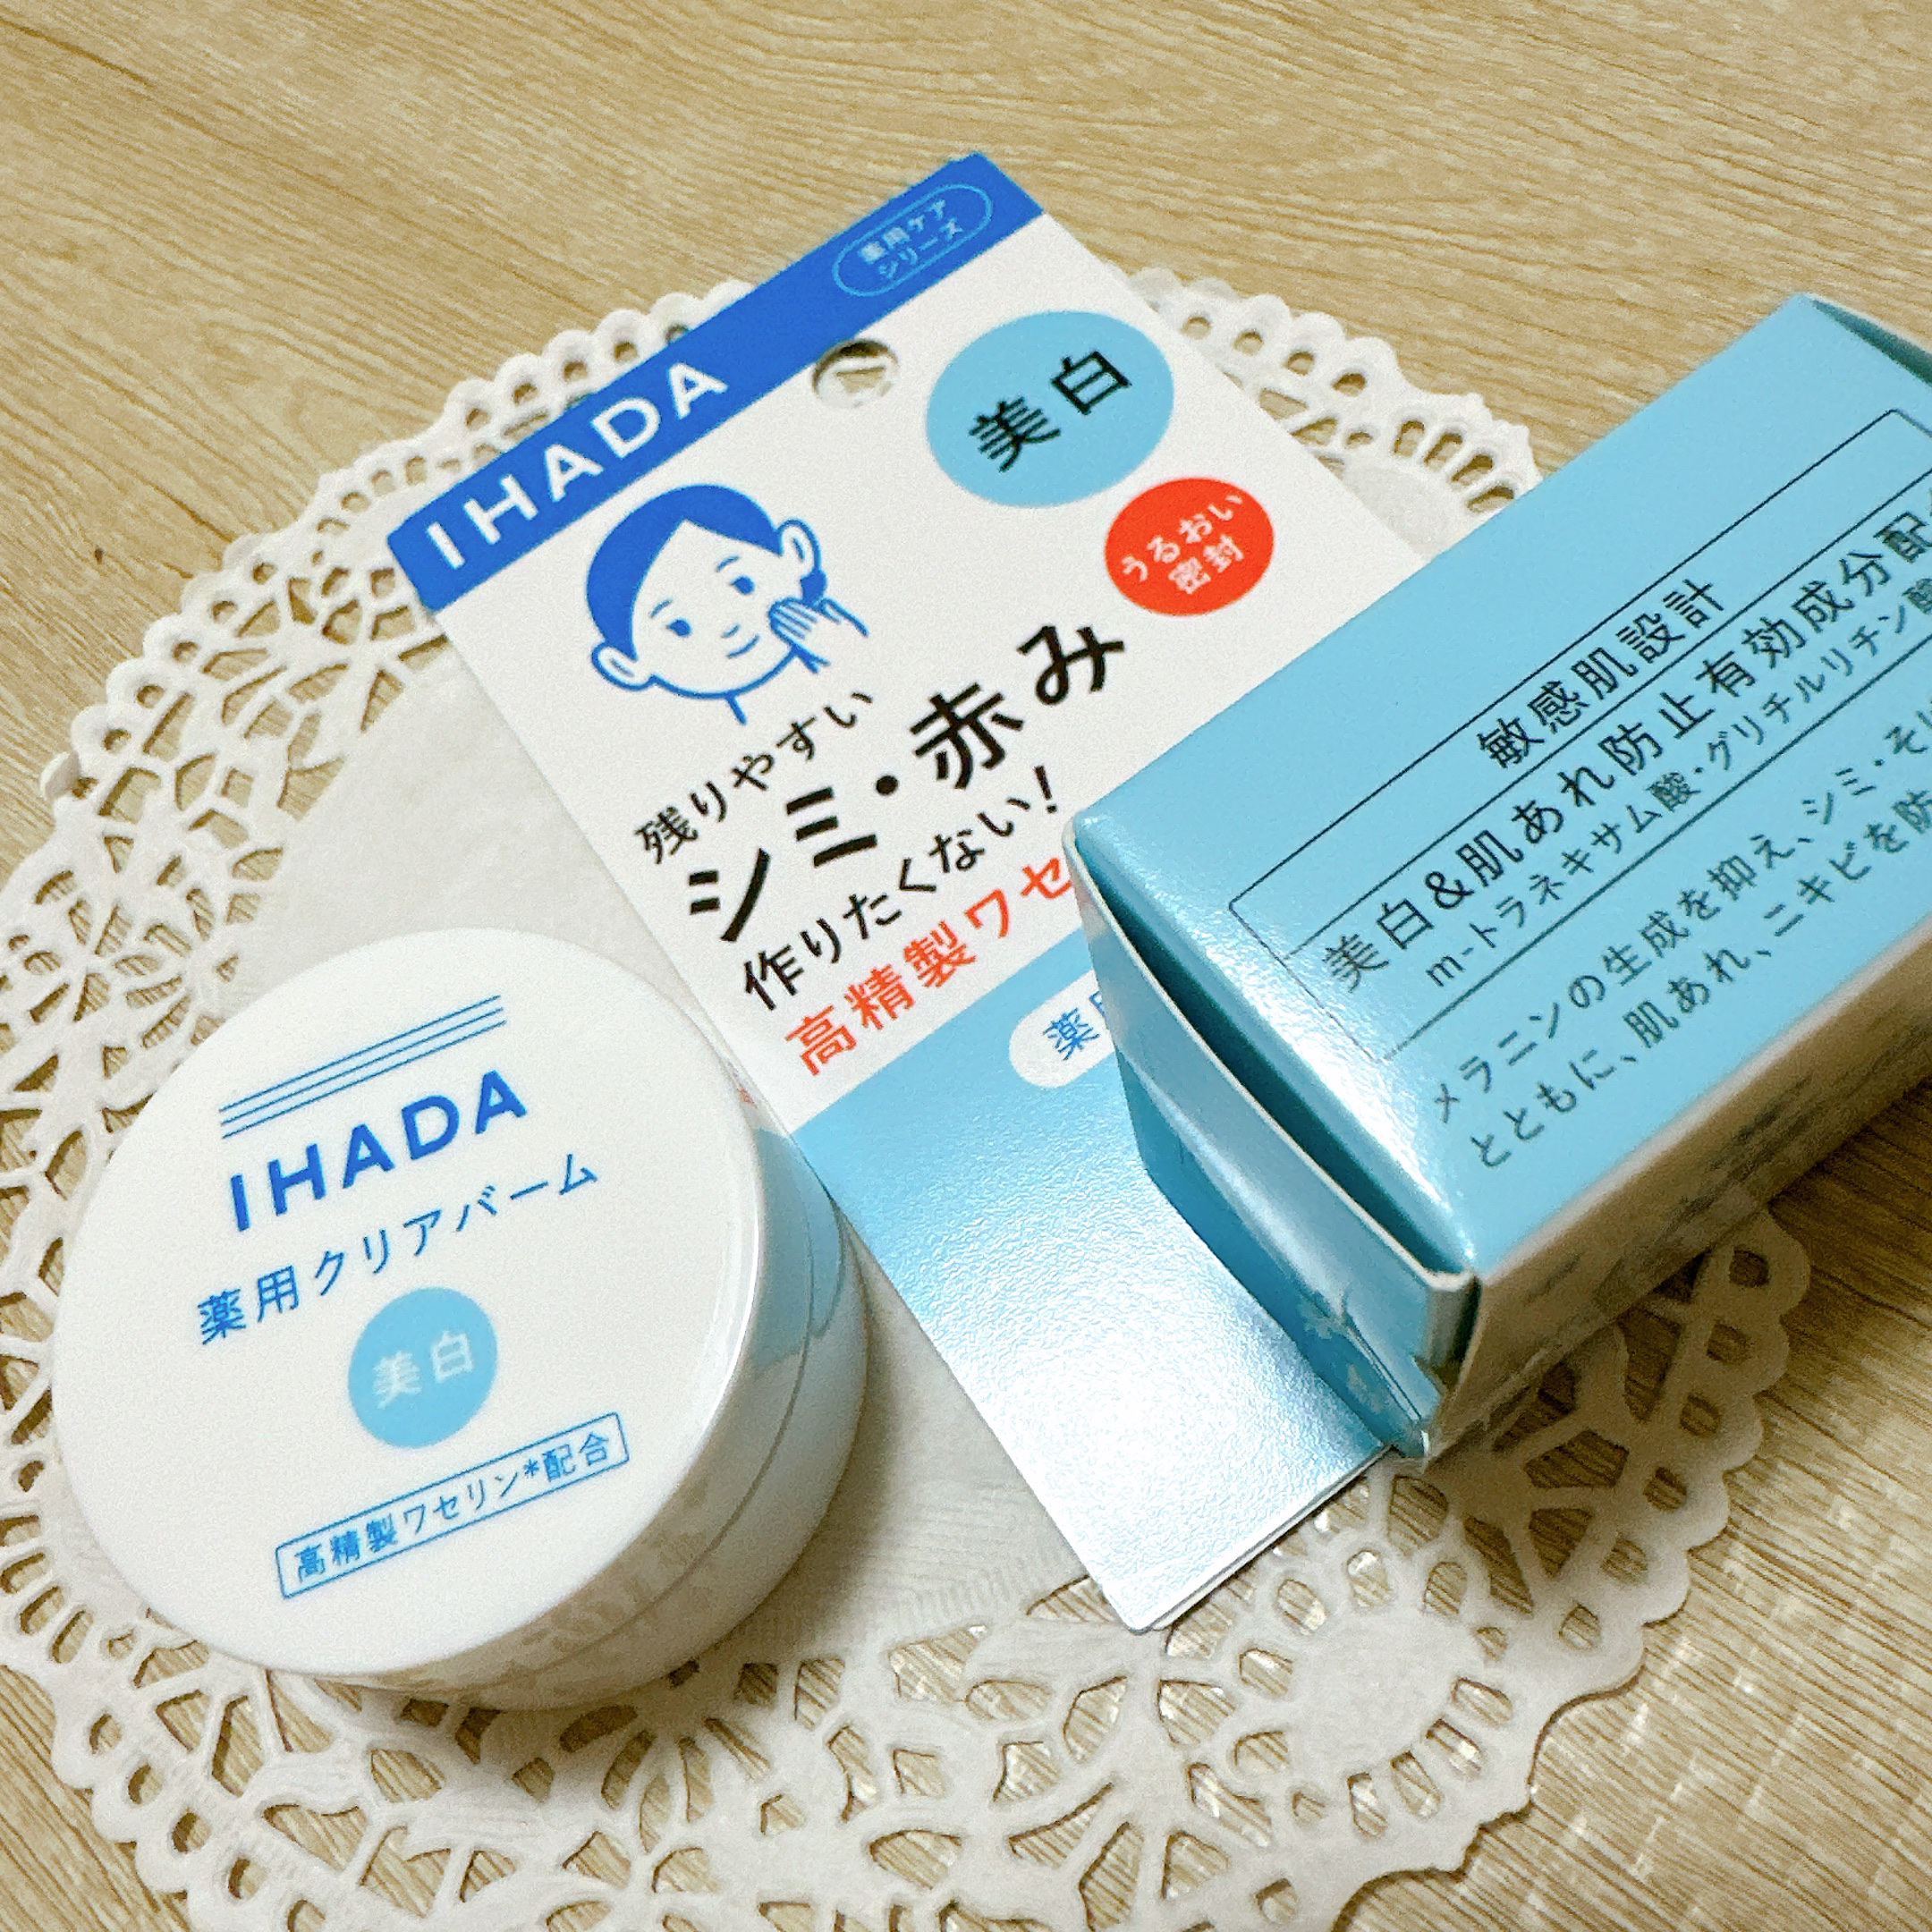 IHADA
薬用ケア
シリーズ
美白
うるおい
密封
残りやすい
シミ・赤み
作りたくない!
高精製ワセ
薬
敏感肌設計
美白&肌あれ防止有効成分配
m-トラネキサム酸・グリチルリチン酸
メラニンの生成を抑え、シミ・そ
とともに、肌あれ、ニキビを防
IHADA
薬用クリアバーム
美白
高精製ワセリン*配合